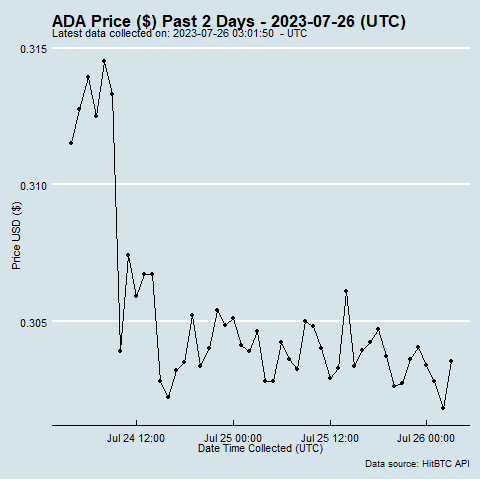 ADA Price ($) Past 2 Days - 2023-07-26 (UTC)
Latest data collected on: 2023-07-26 03:01:50  - UTC
0.315
0.310
0.305
Price USD ($)
Jul 24 12:00
Jul 25 00:00
Jul 25 12:00
Jul 26 00:00
Date Time Collected (UTC)
Data source: HitBTC API